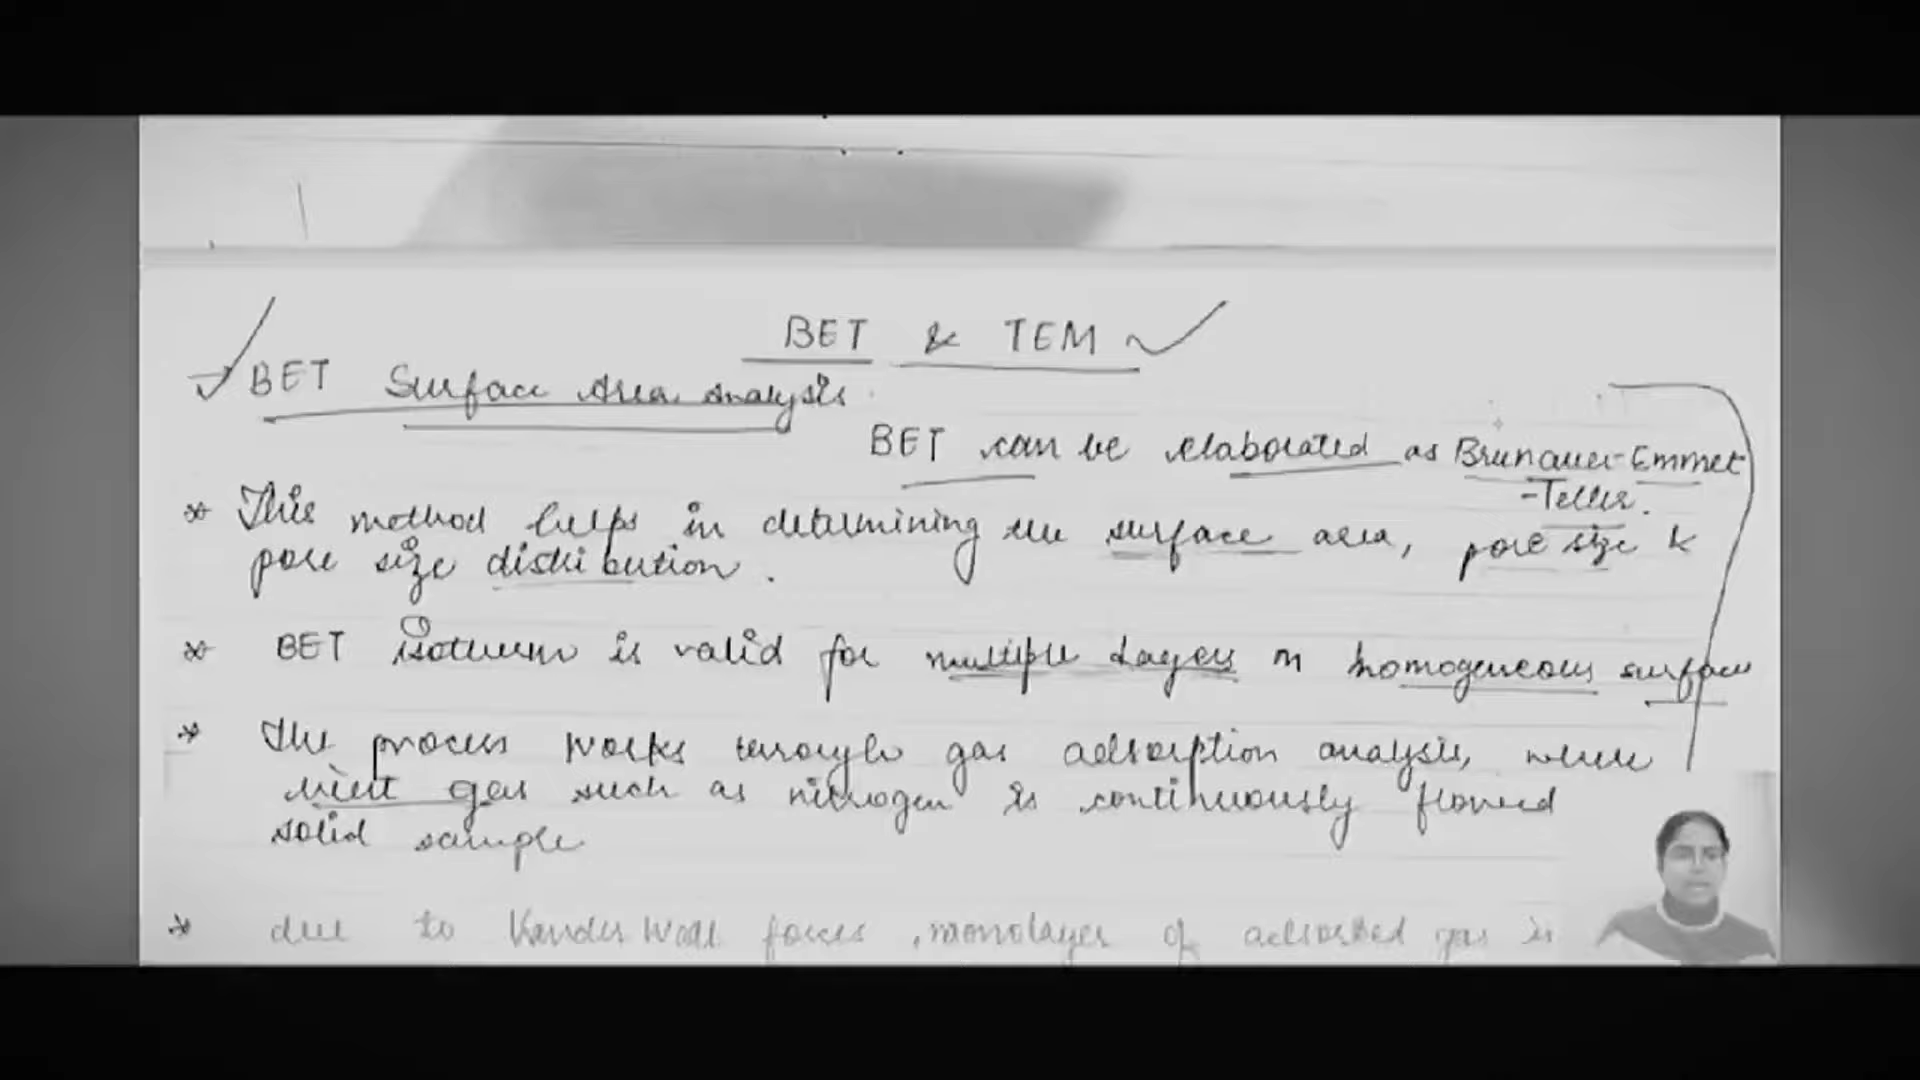 BET & TEM
BET Surface Area Analysis
BET can be elaborated as Brunauer-Emmet
-Teller.
* This method helps in determining the surface area, pore size &
pore size distribution.
* BET isotherm is valid for multiple layers on homogeneous surface
* The process works through gas adsorption analysis, where
inert gas such as nitrogen is continuously flowed
solid sample
* due to Vander Wall forces, monolayer of adsorbed gas is